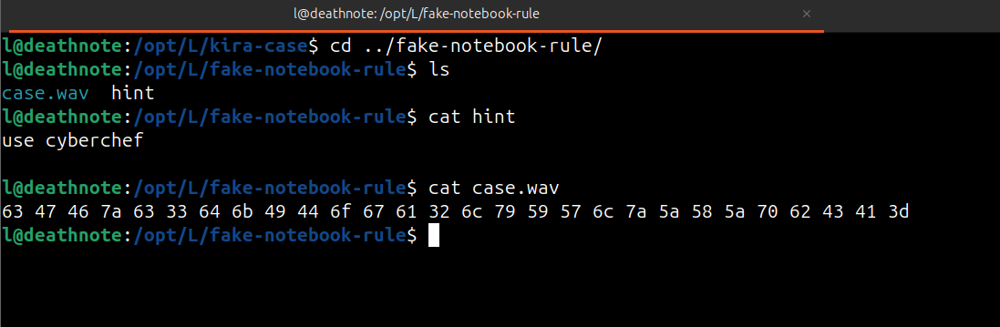 l@deathnote: /opt/L/fake-notebook-rule
l@deathnote:/opt/L/kira-case$ cd ../fake-notebook-rule/
l@deathnote:/opt/L/fake-notebook-rule$ ls
case.wav  hint
l@deathnote:/opt/L/fake-notebook-rule$ cat hint
use cyberchef
l@deathnote:/opt/L/fake-notebook-rule$ cat case.wav
63 47 46 7a 63 33 64 6b 49 44 6f 67 61 32 6c 79 59 57 6c 7a 5a 58 5a 70 62 43 41 3d
l@deathnote:/opt/L/fake-notebook-rule$